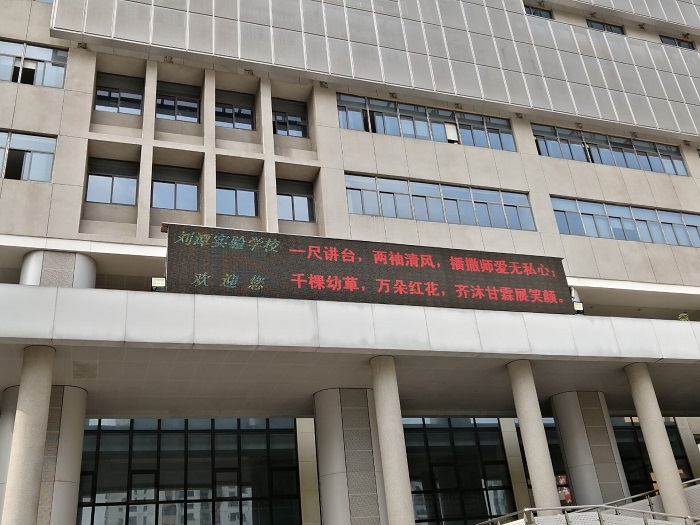 刘谅实验学校
欢迎您
一尺讲台，两袖清风，播撒师爱无私心；
千棵幼草，万朵红花，齐沐甘霖展笑颜。